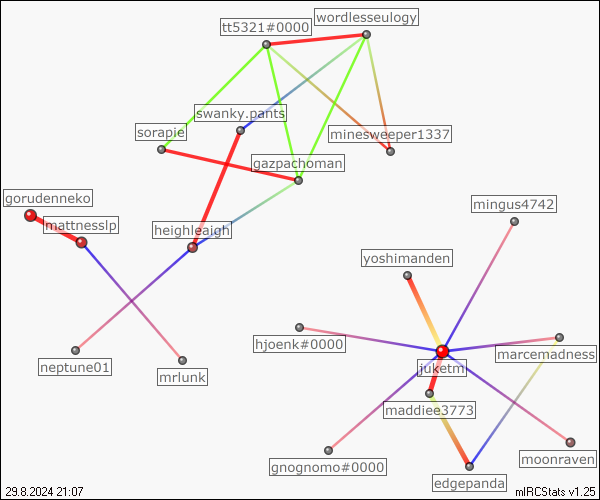 wordlesseulogy
tt5321#0000
swanky.pants
sorapie
minesweeper1337
gazpachoman
gorudenneko
mingus4742
mattnesslp
heighleaigh
yoshimanden
hjoenk#0000
marcemadness
neptune01
juketm
mrlunk
maddiee3773
moonraven
gnognomo#0000
edgepanda
29.8.2024 21:07
mIRCStats v1.25